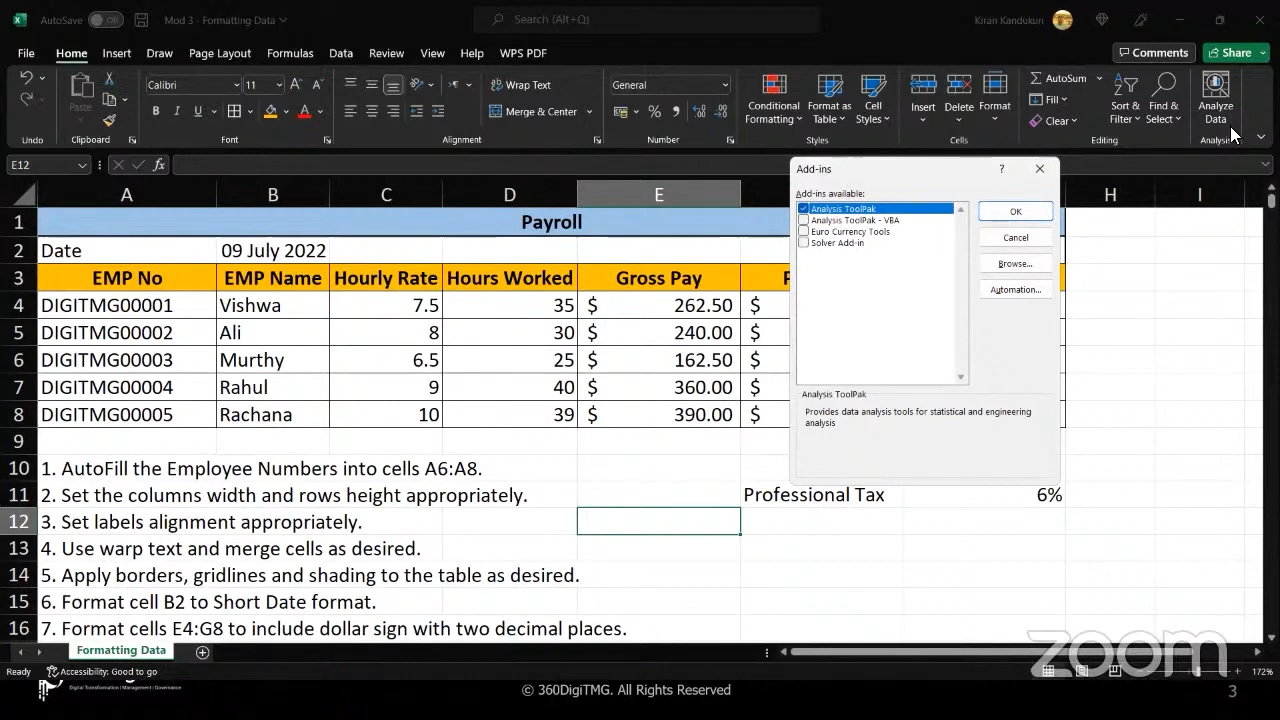 AutoSave Off Mod 3 - Formatting Data Search (Alt+Q) Kiran Kandukuri
File Home Insert Draw Page Layout Formulas Data Review View Help WPS PDF Comments Share
Paste Calibri 11 A A Wrap Text General Conditional Formatting Format as Table Cell Styles Insert Delete Format AutoSum Fill Clear Sort & Filter Find & Select Analyze Data
B I U A Merge & Center % 9
Undo Clipboard Font Alignment Number Styles Cells Editing Analysis
E12 fx
A B C D E H I
1 Payroll
2 Date 09 July 2022
3 EMP No EMP Name Hourly Rate Hours Worked Gross Pay P
4 DIGITMG00001 Vishwa 7.5 35 $ 262.50 $
5 DIGITMG00002 Ali 8 30 $ 240.00 $
6 DIGITMG00003 Murthy 6.5 25 $ 162.50 $
7 DIGITMG00004 Rahul 9 40 $ 360.00 $
8 DIGITMG00005 Rachana 10 39 $ 390.00 $
9
10 1. AutoFill the Employee Numbers into cells A6:A8.
11 2. Set the columns width and rows height appropriately. Professional Tax 6%
12 3. Set labels alignment appropriately.
13 4. Use warp text and merge cells as desired.
14 5. Apply borders, gridlines and shading to the table as desired.
15 6. Format cell B2 to Short Date format.
16 7. Format cells E4:G8 to include dollar sign with two decimal places.
Add-ins ?
Add-ins available:
Analysis ToolPak
Analysis ToolPak - VBA
Euro Currency Tools
Solver Add-in
OK
Cancel
Browse...
Automation...
Analysis ToolPak
Provides data analysis tools for statistical and engineering
analysis
Formatting Data
Ready Accessibility: Good to go 172%
zoom
Digital Transformation | Management | Governance
© 360DigiTMG. All Rights Reserved 3